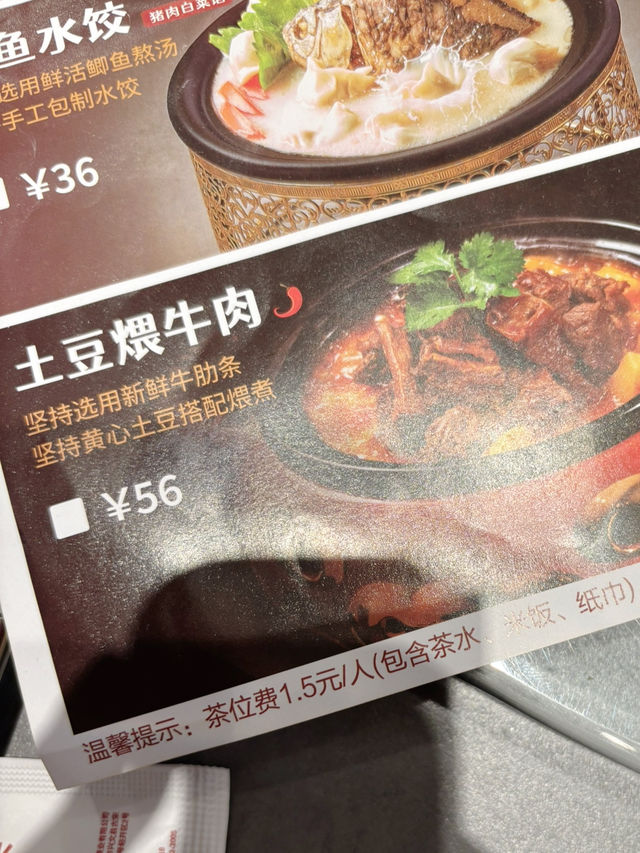 鱼水饺
猪肉白菜馅
选用鲜活鲫鱼熬汤
手工包制水饺
¥36
土豆煨牛肉
坚持选用新鲜牛肋条
坚持黄心土豆搭配煨煮
¥56
温馨提示：茶位费1.5元/人(包含茶水、米饭、纸巾)